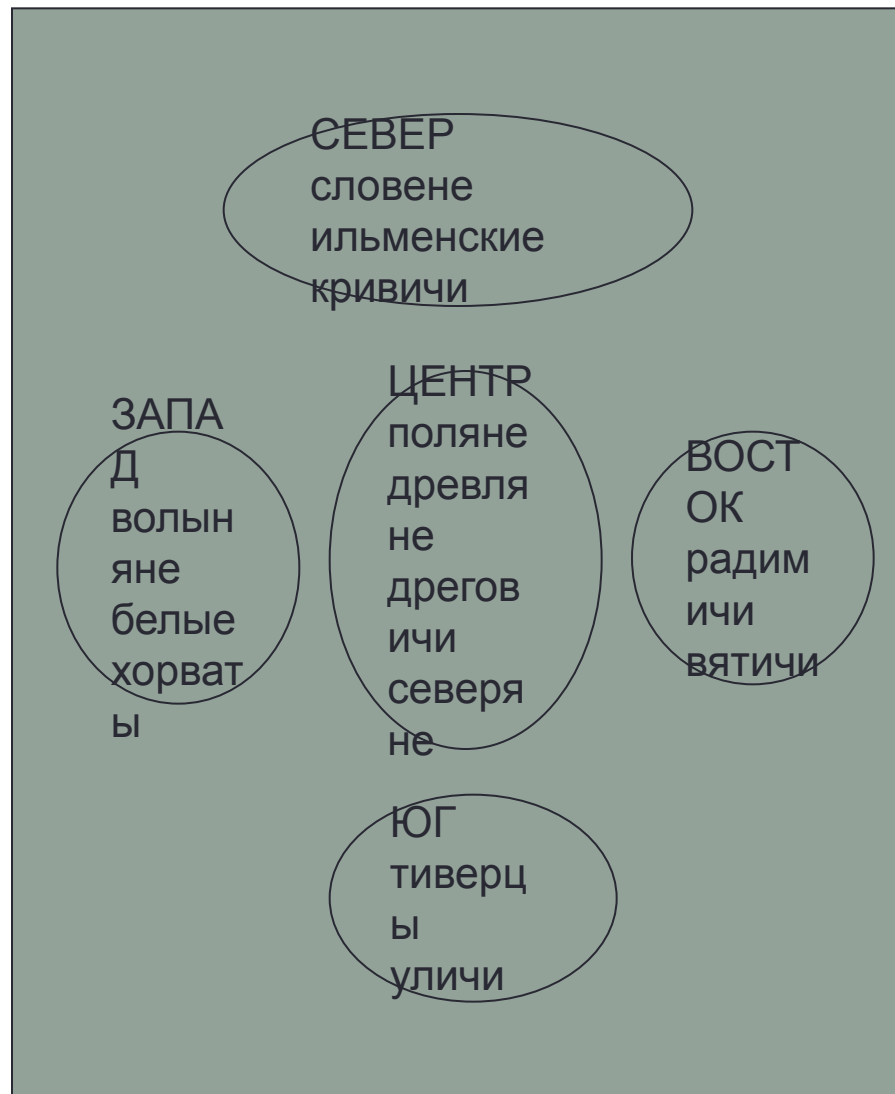 СЕВЕР
словене
ильменские
кривичи
ЗАПА
Д
волын
яне
белые
хорват
ы
ЦЕНТР
поляне
древля
не
дрегов
ичи
северя
не
ВОСТ
ОК
радим
ичи
вятичи
ЮГ
тиверц
ы
уличи